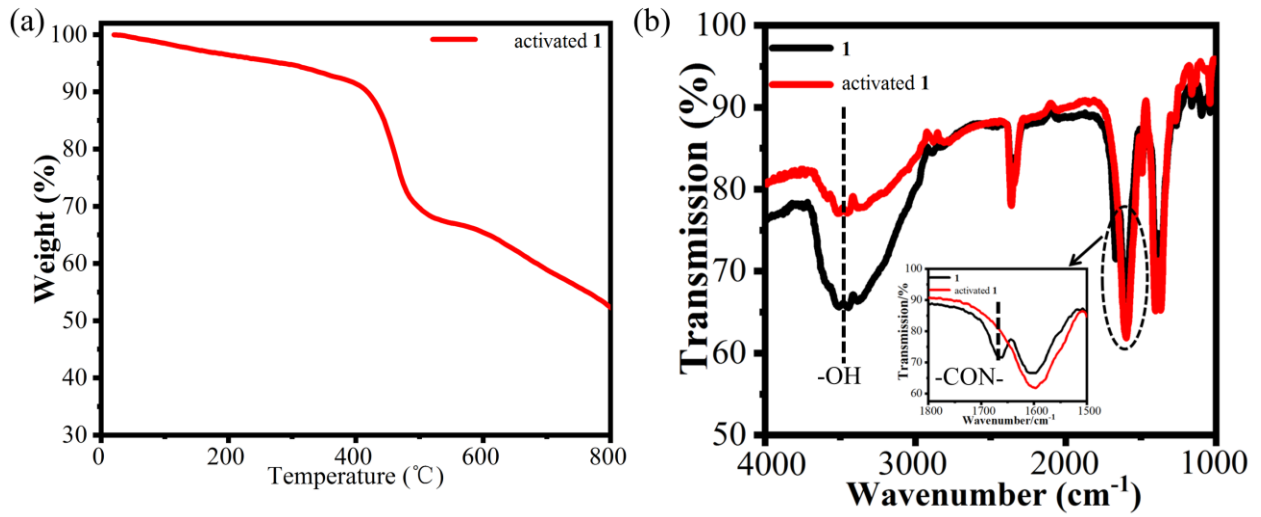 (a)
activated 1
100
90
80
70
60
50
40
30
Weight (%)
0
200
400
600
800
Temperature (℃)
(b)
1
activated 1
100
90
80
70
60
50
Transmission (%)
-OH
1
activated 1
100
90
80
70
60
Transmission/%
-CON-
1800
1700
1600
1500
Wavenumber/cm⁻¹
4000
3000
2000
1000
Wavenumber (cm⁻¹)